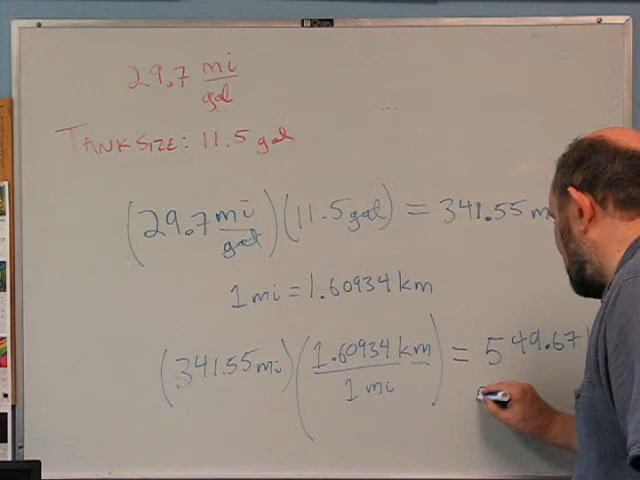 29.7 mi/gal
TANK SIZE: 11.5 gal
(29.7 mi/gal)(11.5 gal) = 341.55 m
1 mi = 1.60934 km
(341.55 mi)(1.60934 km/1 mi) = 549.67